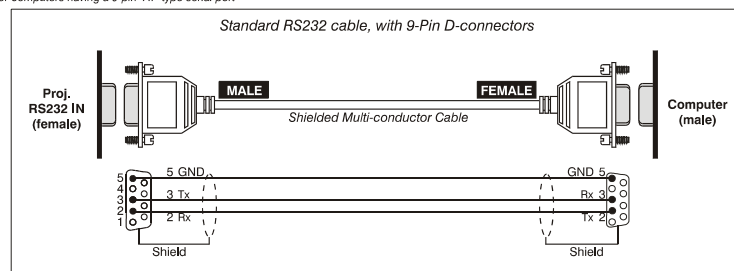 Standard RS232 cable, with 9-Pin D-connectors
Proj.
RS232 IN
(female)
MALE
FEMALE
Computer
(male)
Shielded Multi-conductor Cable
5 5 GND GND 5
4
3 3 Tx Rx 3
2 2 Rx Tx 2
1
Shield Shield